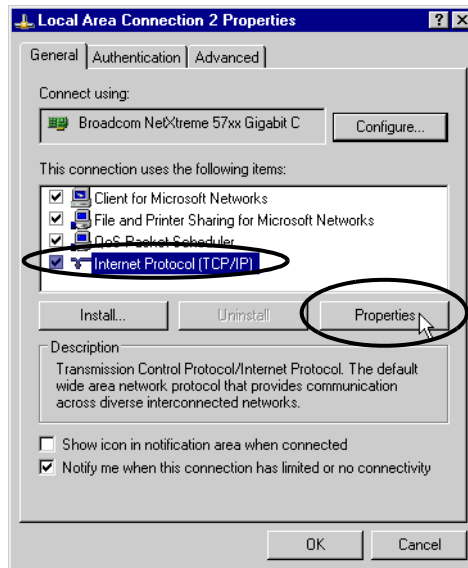 Local Area Connection 2 Properties
General Authentication Advanced
Connect using:
Broadcom NetXtreme 57xx Gigabit C Configure...
This connection uses the following items:
Client for Microsoft Networks
File and Printer Sharing for Microsoft Networks
QoS Packet Scheduler
Internet Protocol (TCP/IP)
Install... Uninstall Properties
Description
Transmission Control Protocol/Internet Protocol. The default
wide area network protocol that provides communication
across diverse interconnected networks.
Show icon in notification area when connected
Notify me when this connection has limited or no connectivity
OK Cancel